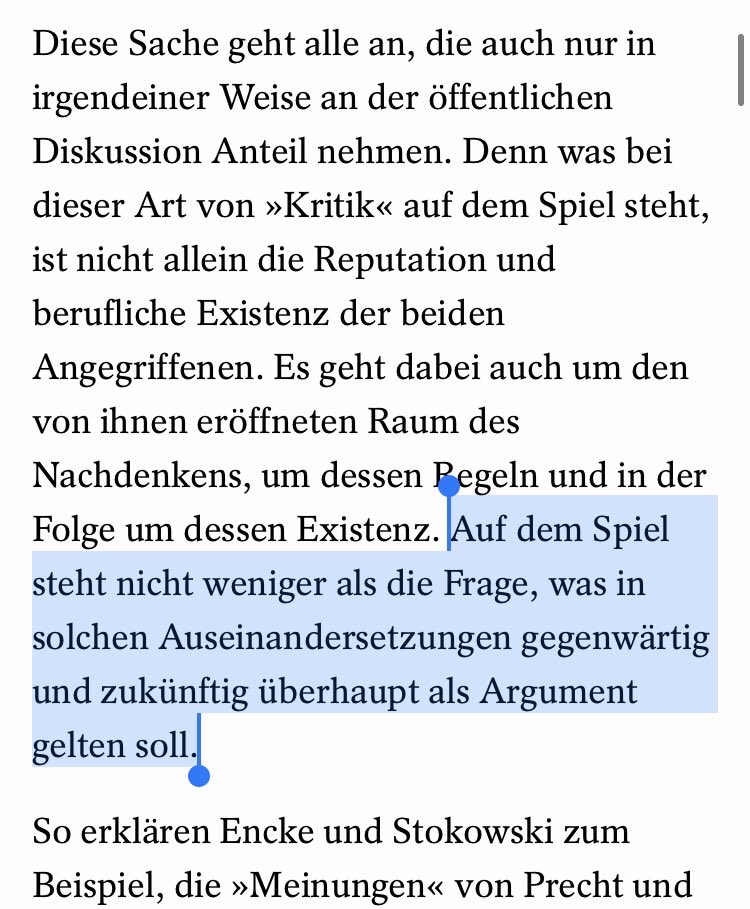 Diese Sache geht alle an, die auch nur in
irgendeiner Weise an der öffentlichen
Diskussion Anteil nehmen. Denn was bei
dieser Art von »Kritik« auf dem Spiel steht,
ist nicht allein die Reputation und
berufliche Existenz der beiden
Angegriffenen. Es geht dabei auch um den
von ihnen eröffneten Raum des
Nachdenkens, um dessen Regeln und in der
Folge um dessen Existenz. Auf dem Spiel
steht nicht weniger als die Frage, was in
solchen Auseinandersetzungen gegenwärtig
und zukünftig überhaupt als Argument
gelten soll.
So erklären Encke und Stokowski zum
Beispiel, die »Meinungen« von Precht und